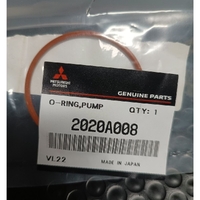 MITSUBISHI
MOTORS
GENUINE PARTS
O-RING,PUMP QTY: 1
2020A008
VL22 MADE IN JAPAN